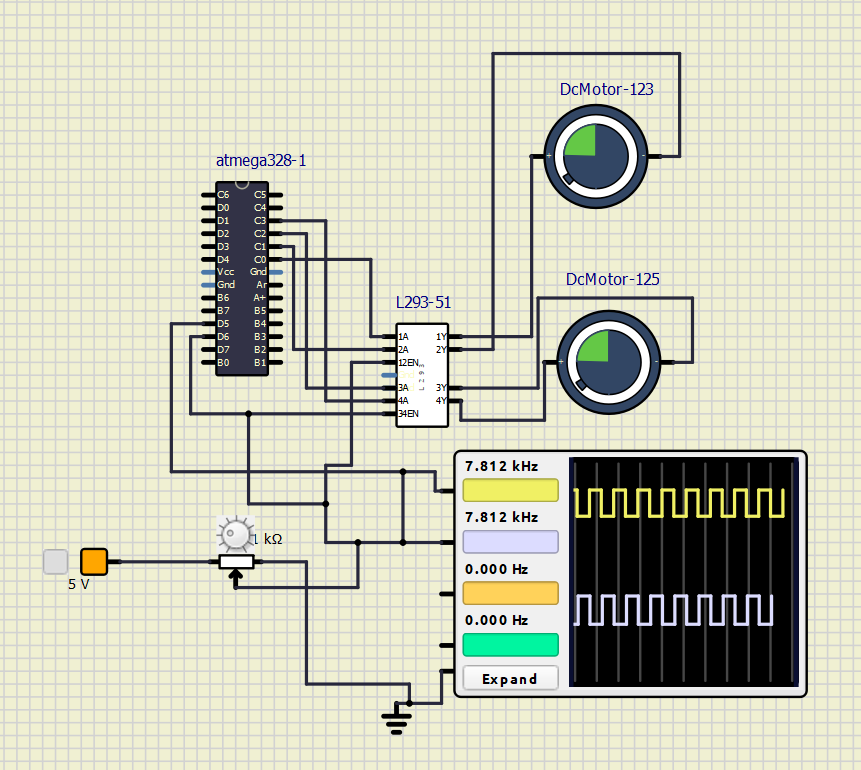 DcMotor-123
atmega328-1
C6 C5
D0 C4
D1 C3
D2 C2
D3 C1
D4 C0
Vcc Gnd
Gnd Ar
B6 A+
B7 B5
D5 B4
D6 B3
D7 B2
B0 B1
DcMotor-125
L293-51
1A 1Y
2A 2Y
12EN
L293
3A 3Y
4A 4Y
34EN
7.812 kHz
7.812 kHz
1 kΩ
0.000 Hz
5 V
0.000 Hz
Expand